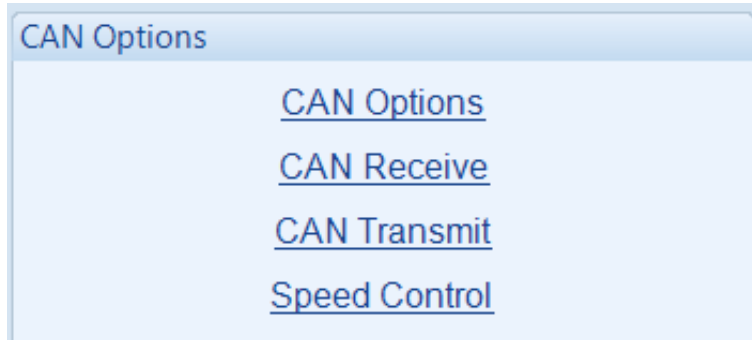 CAN Options
CAN Options
CAN Receive
CAN Transmit
Speed Control